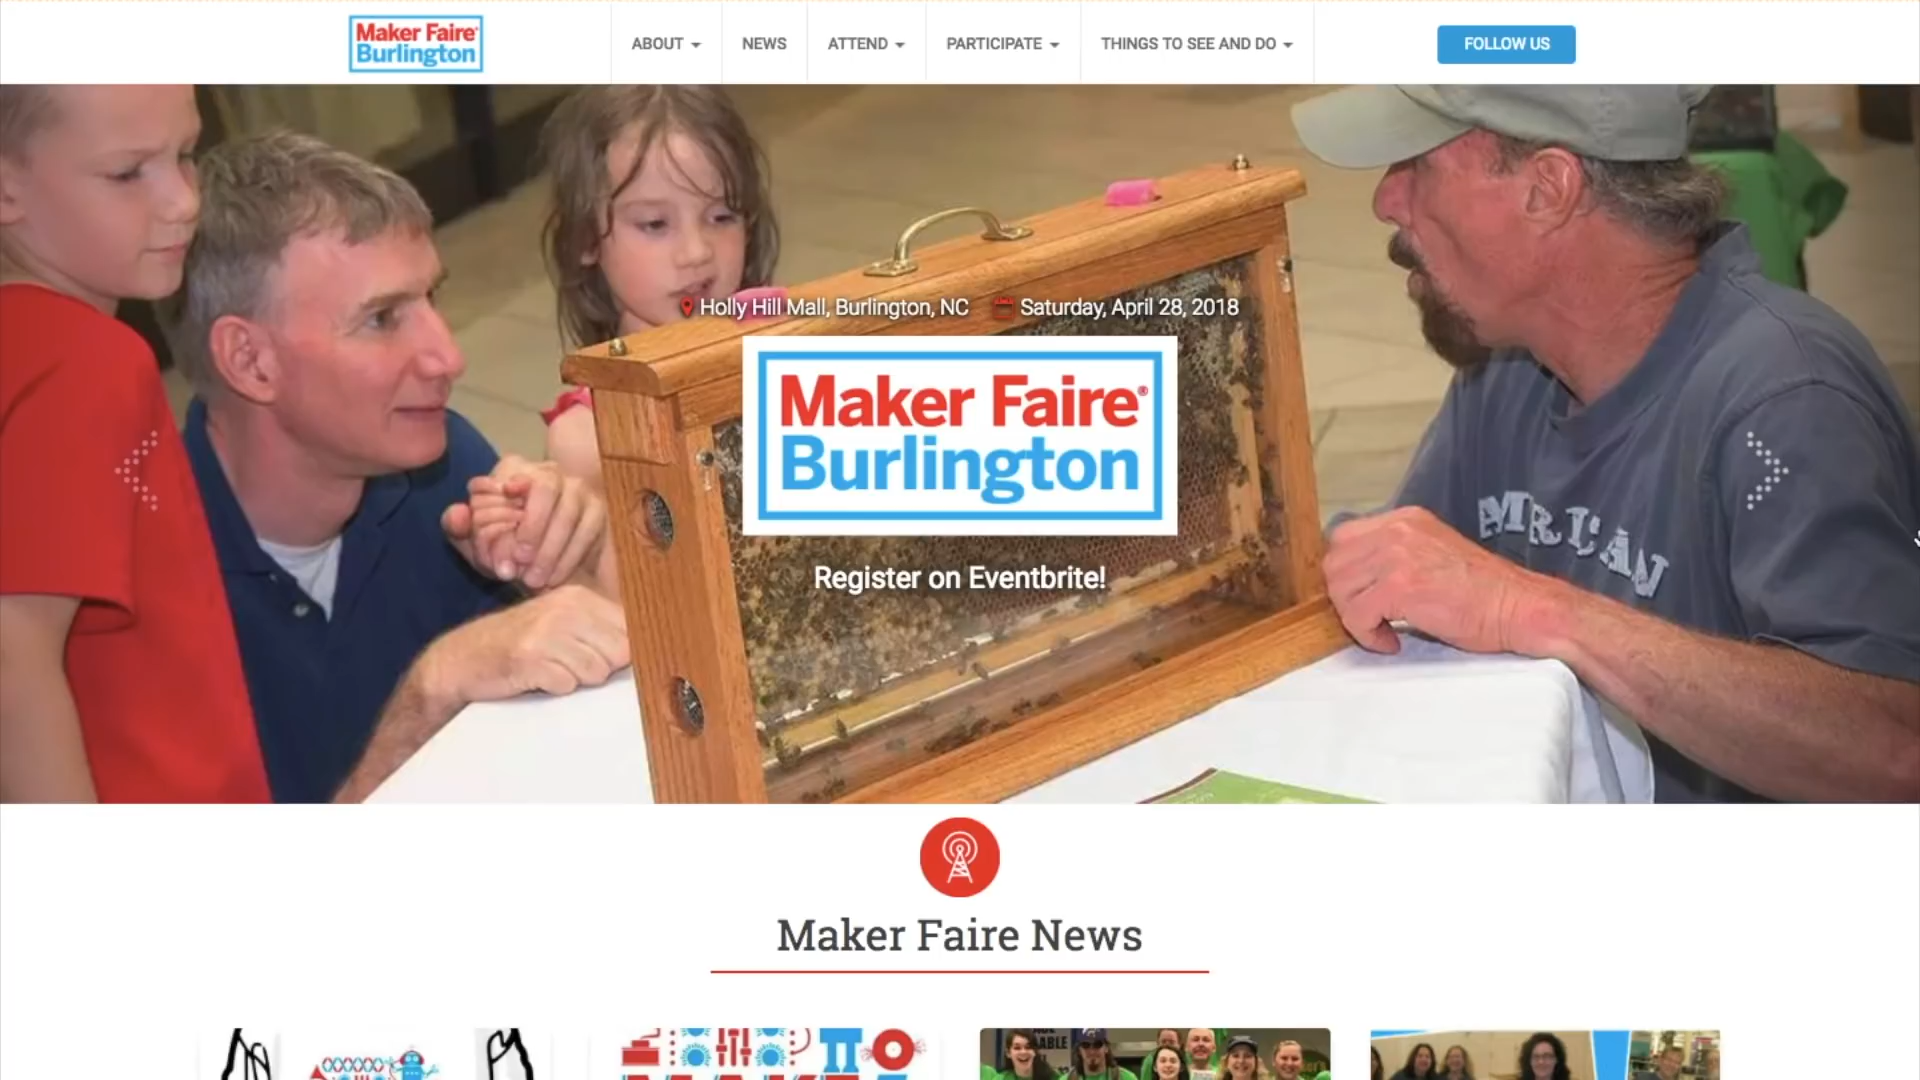 Maker Faire®
Burlington
ABOUT
NEWS
ATTEND
PARTICIPATE
THINGS TO SEE AND DO
FOLLOW US
Holly Hill Mall, Burlington, NC
Saturday, April 28, 2018
Maker Faire®
Burlington
Register on Eventbrite!
Maker Faire News